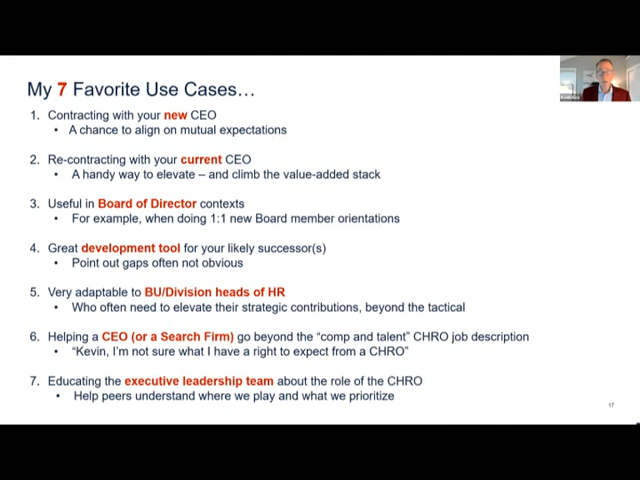 My 7 Favorite Use Cases…
1. Contracting with your new CEO
• A chance to align on mutual expectations
2. Re-contracting with your current CEO
• A handy way to elevate – and climb the value-added stack
3. Useful in Board of Director contexts
• For example, when doing 1:1 new Board member orientations
4. Great development tool for your likely successor(s)
• Point out gaps often not obvious
5. Very adaptable to BU/Division heads of HR
• Who often need to elevate their strategic contributions, beyond the tactical
6. Helping a CEO (or a Search Firm) go beyond the “comp and talent” CHRO job description
• “Kevin, I’m not sure what I have a right to expect from a CHRO”
7. Educating the executive leadership team about the role of the CHRO
• Help peers understand where we play and what we prioritize
17